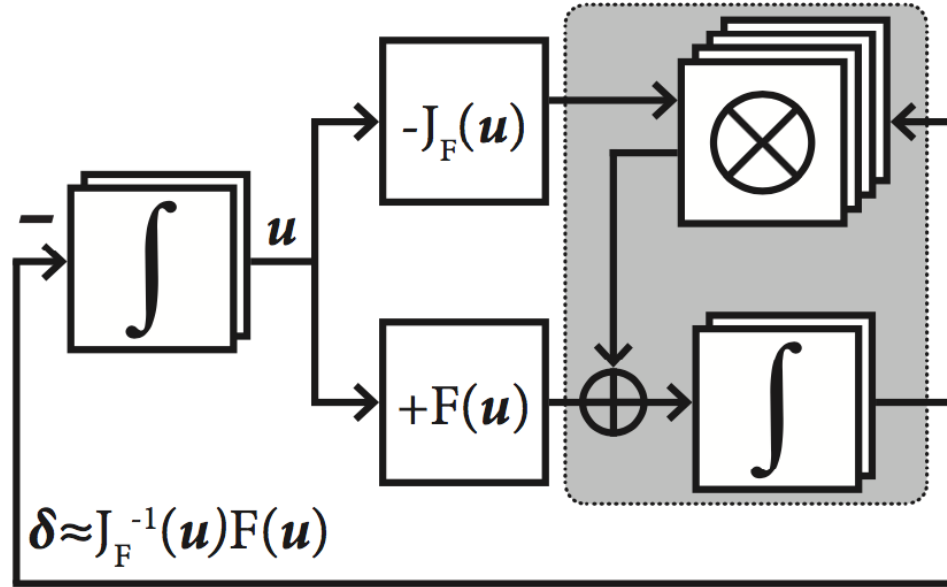 -J_F(u)
− ∫ u
+F(u) ∫
δ≈J_F^-1(u)F(u)